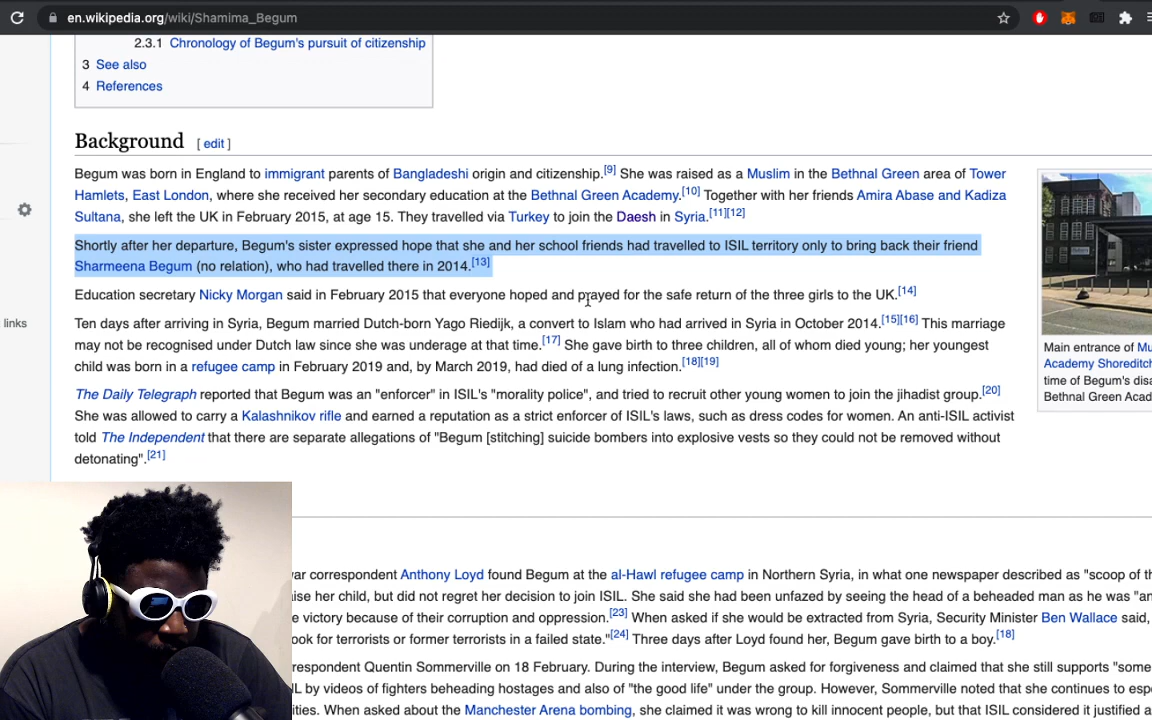 en.wikipedia.org/wiki/Shamima_Begum
2.3.1 Chronology of Begum's pursuit of citizenship
3 See also
4 References
Background [ edit ]
Begum was born in England to immigrant parents of Bangladeshi origin and citizenship.[9] She was raised as a Muslim in the Bethnal Green area of Tower
Hamlets, East London, where she received her secondary education at the Bethnal Green Academy.[10] Together with her friends Amira Abase and Kadiza
Sultana, she left the UK in February 2015, at age 15. They travelled via Turkey to join the Daesh in Syria.[11][12]
Shortly after her departure, Begum's sister expressed hope that she and her school friends had travelled to ISIL territory only to bring back their friend
Sharmeena Begum (no relation), who had travelled there in 2014.[13]
Education secretary Nicky Morgan said in February 2015 that everyone hoped and prayed for the safe return of the three girls to the UK.[14]
links
Ten days after arriving in Syria, Begum married Dutch-born Yago Riedijk, a convert to Islam who had arrived in Syria in October 2014.[15][16] This marriage
may not be recognised under Dutch law since she was underage at that time.[17] She gave birth to three children, all of whom died young; her youngest
child was born in a refugee camp in February 2019 and, by March 2019, had died of a lung infection.[18][19]
Main entrance of Mu
Academy Shoreditch
time of Begum's disa
Bethnal Green Acad
The Daily Telegraph reported that Begum was an "enforcer" in ISIL's "morality police", and tried to recruit other young women to join the jihadist group.[20]
She was allowed to carry a Kalashnikov rifle and earned a reputation as a strict enforcer of ISIL's laws, such as dress codes for women. An anti-ISIL activist
told The Independent that there are separate allegations of "Begum [stitching] suicide bombers into explosive vests so they could not be removed without
detonating".[21]
war correspondent Anthony Loyd found Begum at the al-Hawl refugee camp in Northern Syria, in what one newspaper described as "scoop of th
aise her child, but did not regret her decision to join ISIL. She said she had been unfazed by seeing the head of a beheaded man as he was "an
e victory because of their corruption and oppression.[23] When asked if she would be extracted from Syria, Security Minister Ben Wallace said,
ook for terrorists or former terrorists in a failed state."[24] Three days after Loyd found her, Begum gave birth to a boy.[18]
respondent Quentin Sommerville on 18 February. During the interview, Begum asked for forgiveness and claimed that she still supports "some
IL by videos of fighters beheading hostages and also of "the good life" under the group. However, Sommerville noted that she continues to espo
ities. When asked about the Manchester Arena bombing, she claimed it was wrong to kill innocent people, but that ISIL considered it justified a